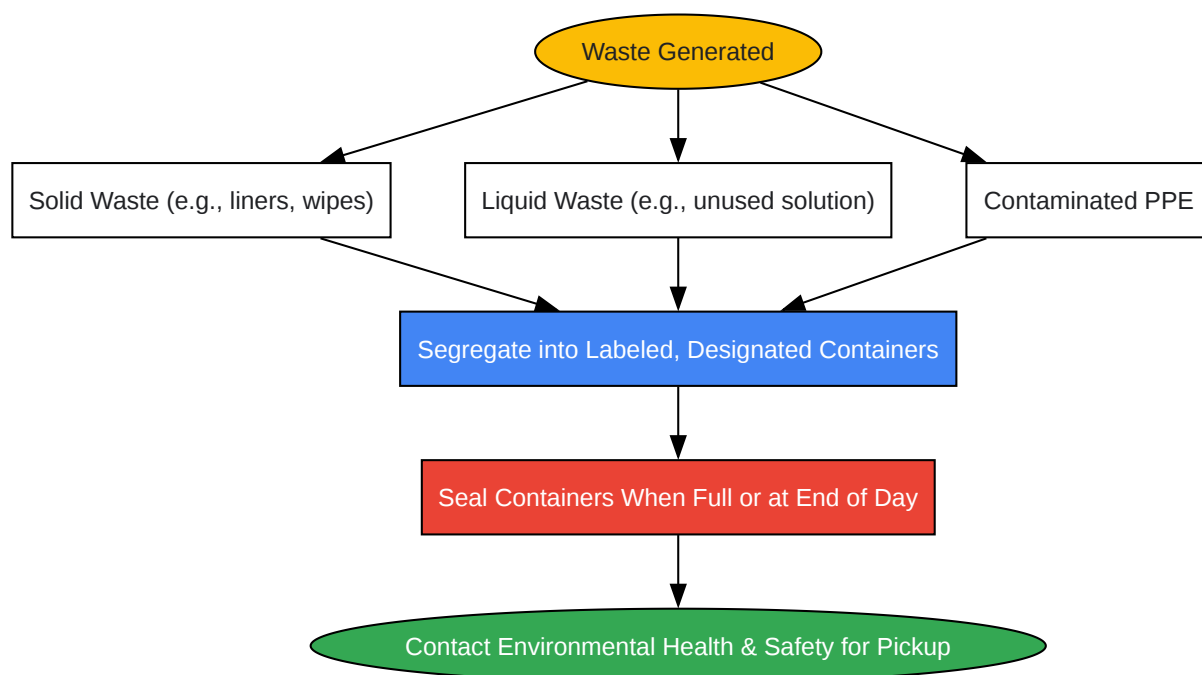 Waste Generated
Solid Waste (e.g., liners, wipes)
Liquid Waste (e.g., unused solution)
Contaminated PPE
Segregate into Labeled, Designated Containers
Seal Containers When Full or at End of Day
Contact Environmental Health & Safety for Pickup